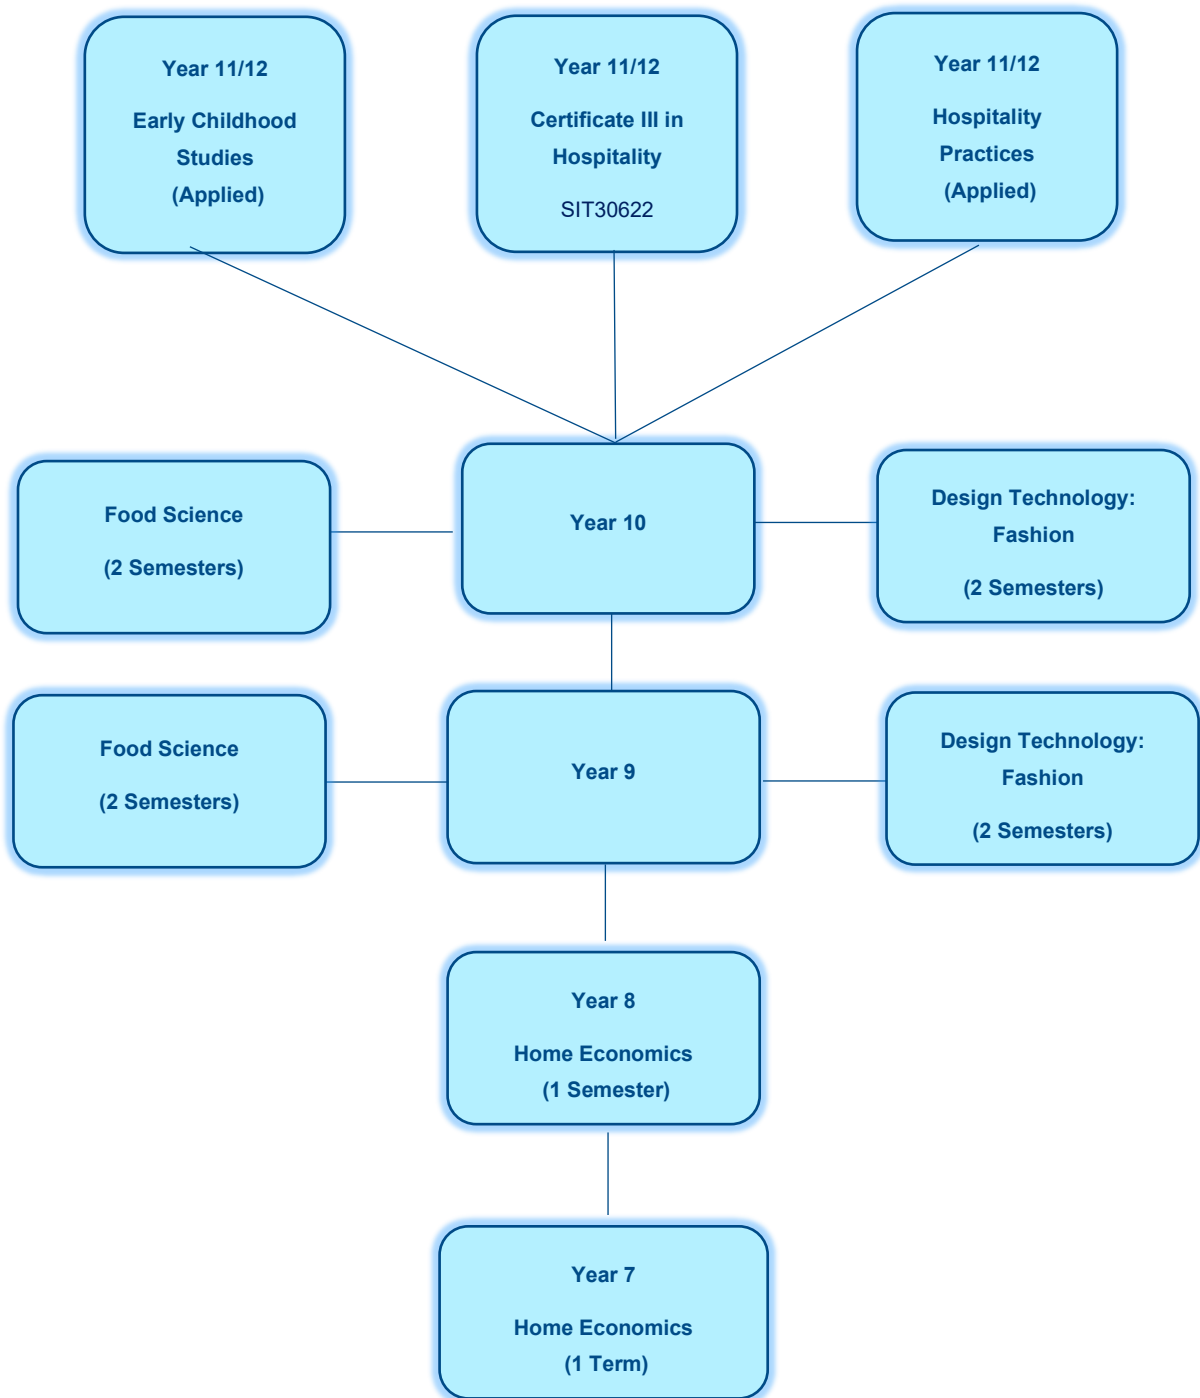 Year 11/12
Early Childhood
Studies
(Applied)
Year 11/12
Certificate III in
Hospitality
SIT30622
Year 11/12
Hospitality
Practices
(Applied)
Food Science
(2 Semesters)
Year 10
Design Technology:
Fashion
(2 Semesters)
Food Science
(2 Semesters)
Year 9
Design Technology:
Fashion
(2 Semesters)
Year 8
Home Economics
(1 Semester)
Year 7
Home Economics
(1 Term)